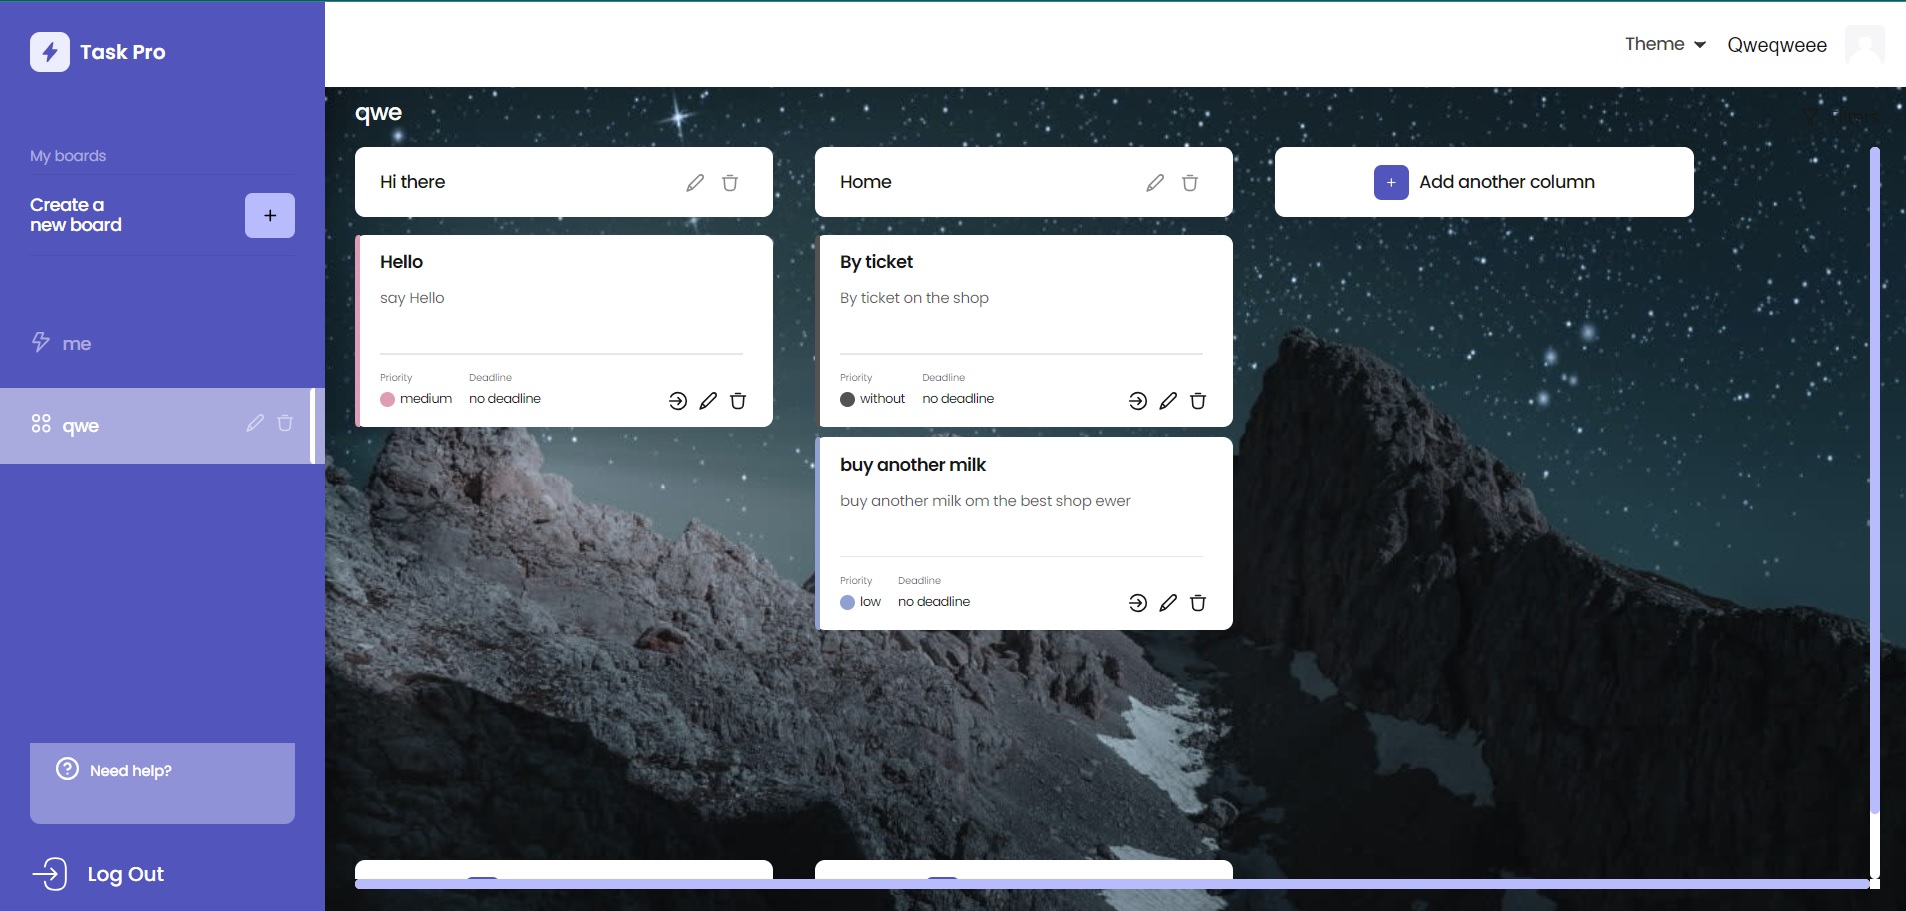 Task Pro
Theme
Qweqweee
My boards
Create a
new board
+
me
qwe
Need help?
Log Out
qwe
Hi there
Hello
say Hello
Priority
Deadline
medium
no deadline
Home
By ticket
By ticket on the shop
Priority
Deadline
without
no deadline
buy another milk
buy another milk om the best shop ewer
Priority
Deadline
low
no deadline
+
Add another column